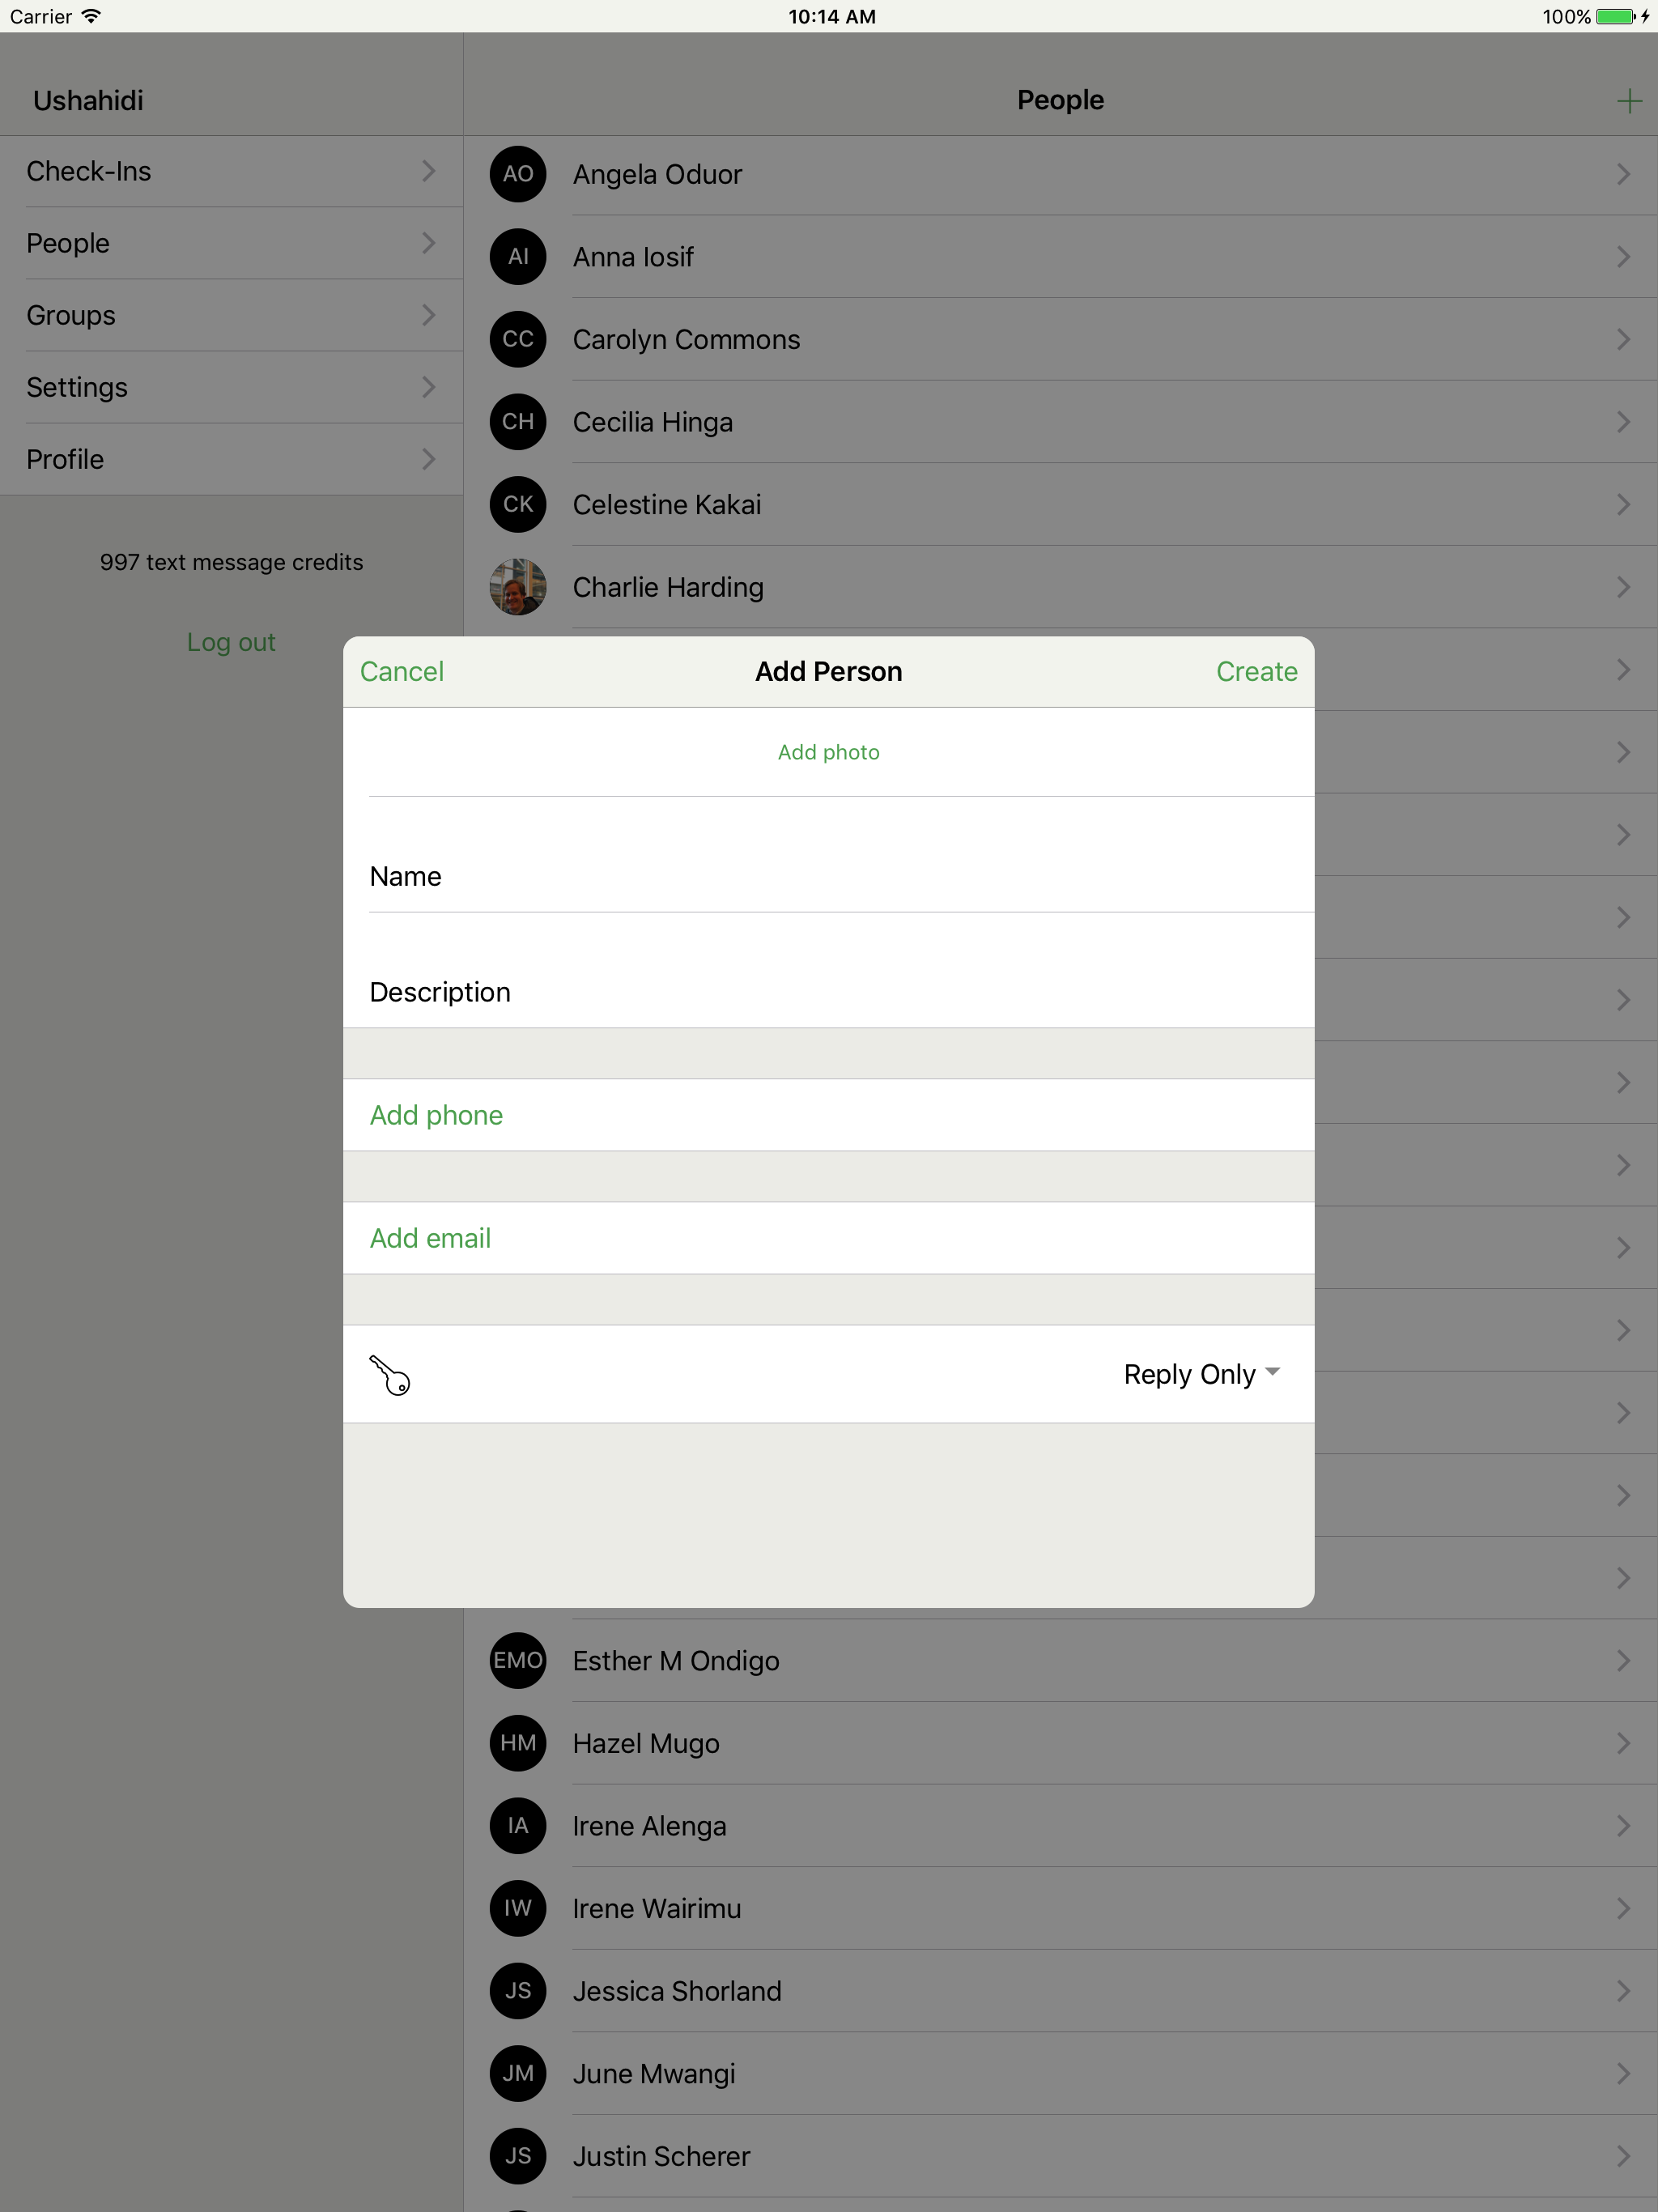 Carrier 10:14 AM 100%
Ushahidi
People
Check-Ins
People
Groups
Settings
Profile
997 text message credits
Log out
AO Angela Oduor
AI Anna Iosif
CC Carolyn Commons
CH Cecilia Hinga
CK Celestine Kakai
Charlie Harding
Cancel Add Person Create
Add photo
Name
Description
Add phone
Add email
Reply Only
EMO Esther M Ondigo
HM Hazel Mugo
IA Irene Alenga
IW Irene Wairimu
JS Jessica Shorland
JM June Mwangi
JS Justin Scherer